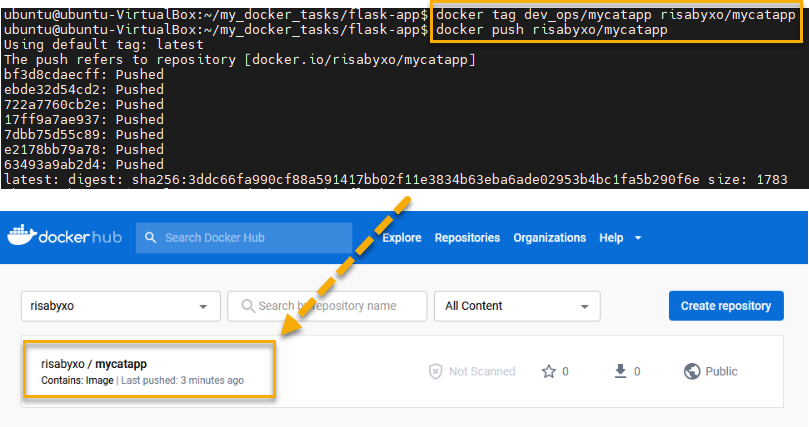 ubuntu@ubuntu-VirtualBox:~/my_docker_tasks/flask-app$ docker tag dev_ops/mycatapp risabyxo/mycatapp
ubuntu@ubuntu-VirtualBox:~/my_docker_tasks/flask-app$ docker push risabyxo/mycatapp
Using default tag: latest
The push refers to repository [docker.io/risabyxo/mycatapp]
bf3d8cdaecff: Pushed
ebde32d54cd2: Pushed
722a7760cb2e: Pushed
17ff9a7ae937: Pushed
7dbb75d55c89: Pushed
e2178bb79a78: Pushed
63493a9ab2d4: Pushed
latest: digest: sha256:3ddc66fa990cf88a591417bb02f11e3834b63eba6ade02953b4bc1fa5b290f6e size: 1783
dockerhub Search Docker Hub Explore Repositories Organizations Help
risabyxo Search by repository name All Content Create repository
risabyxo / mycatapp
Contains: Image | Last pushed: 3 minutes ago
Not Scanned 0 0 Public